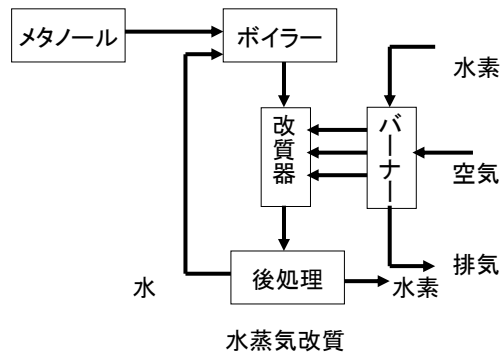 メタノール
ボイラー
水素
改質器
バーナー
空気
排気
後処理
水
水素
水蒸気改質